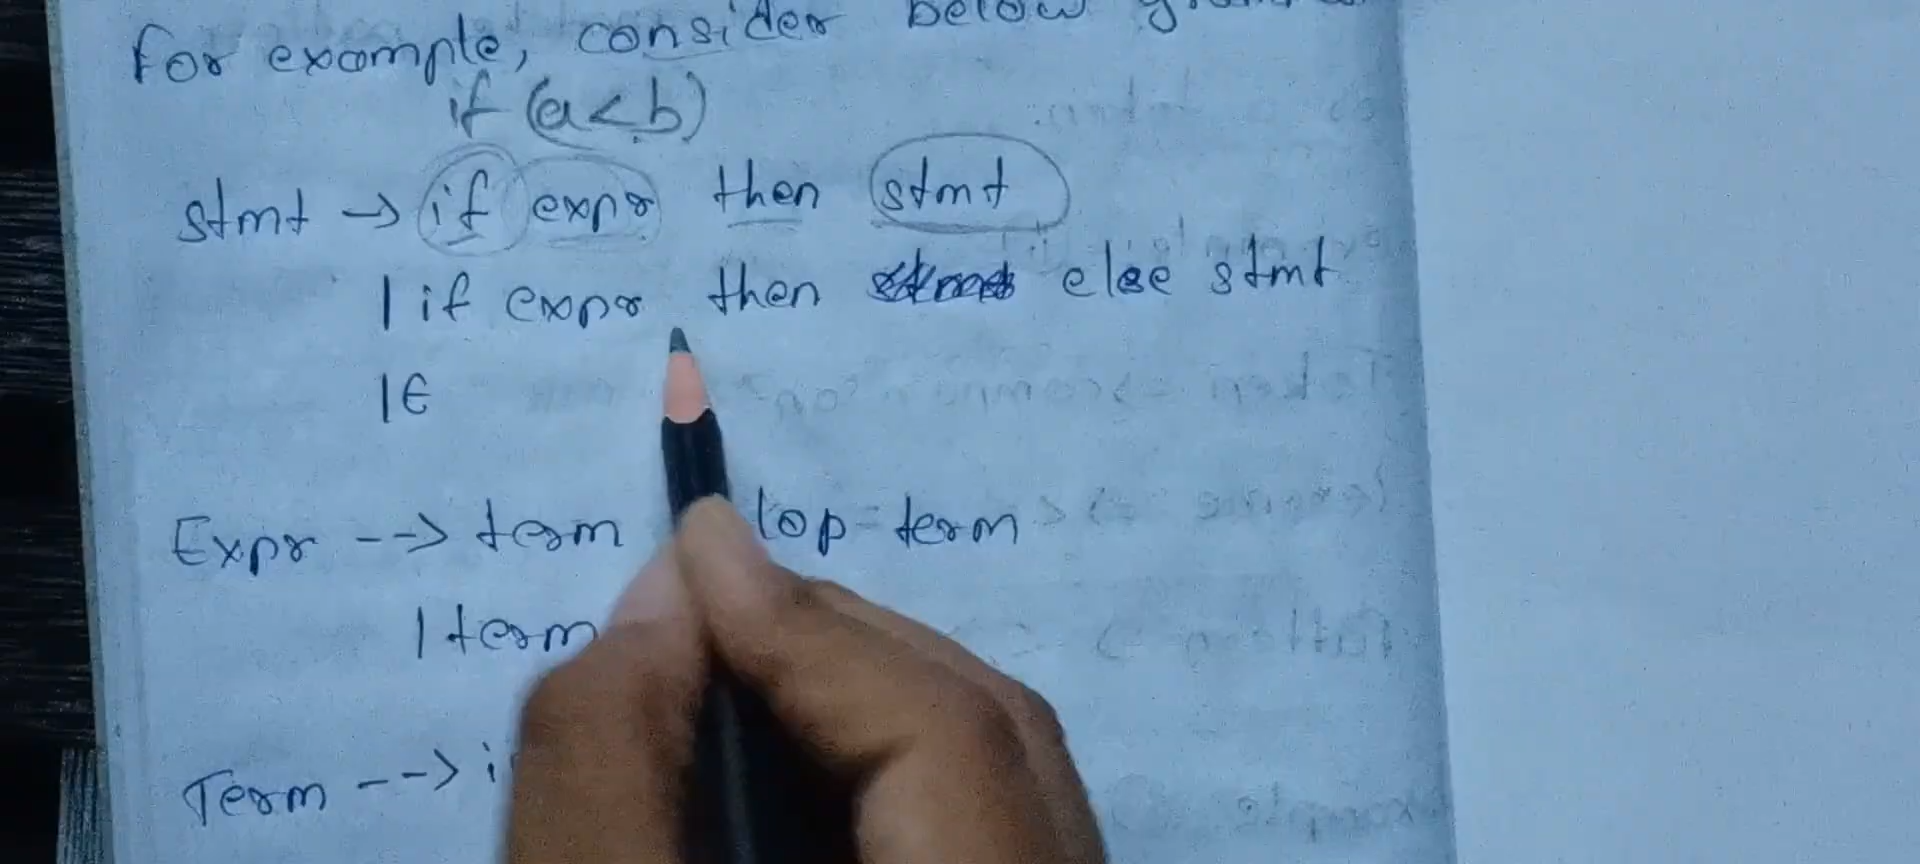 For example, consider below
if (a<b)
stmt → if expr then stmt
| if expr then else stmt
| ϵ
Expr --> term lop term
| term
Term -->